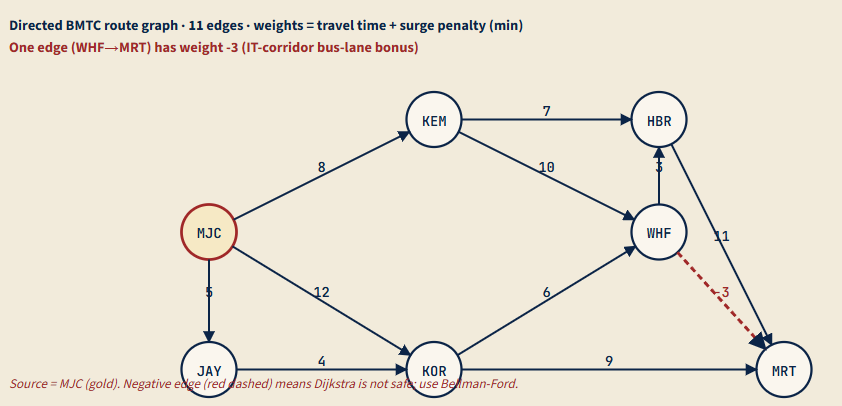 Directed BMTC route graph · 11 edges · weights = travel time + surge penalty (min)
One edge (WHF→MRT) has weight -3 (IT-corridor bus-lane bonus)
KEM
7
HBR
8
10
3
MJC
WHF
11
5
12
6
-3
JAY
4
KOR
9
MRT
Source = MJC (gold). Negative edge (red dashed) means Dijkstra is not safe; use Bellman-Ford.